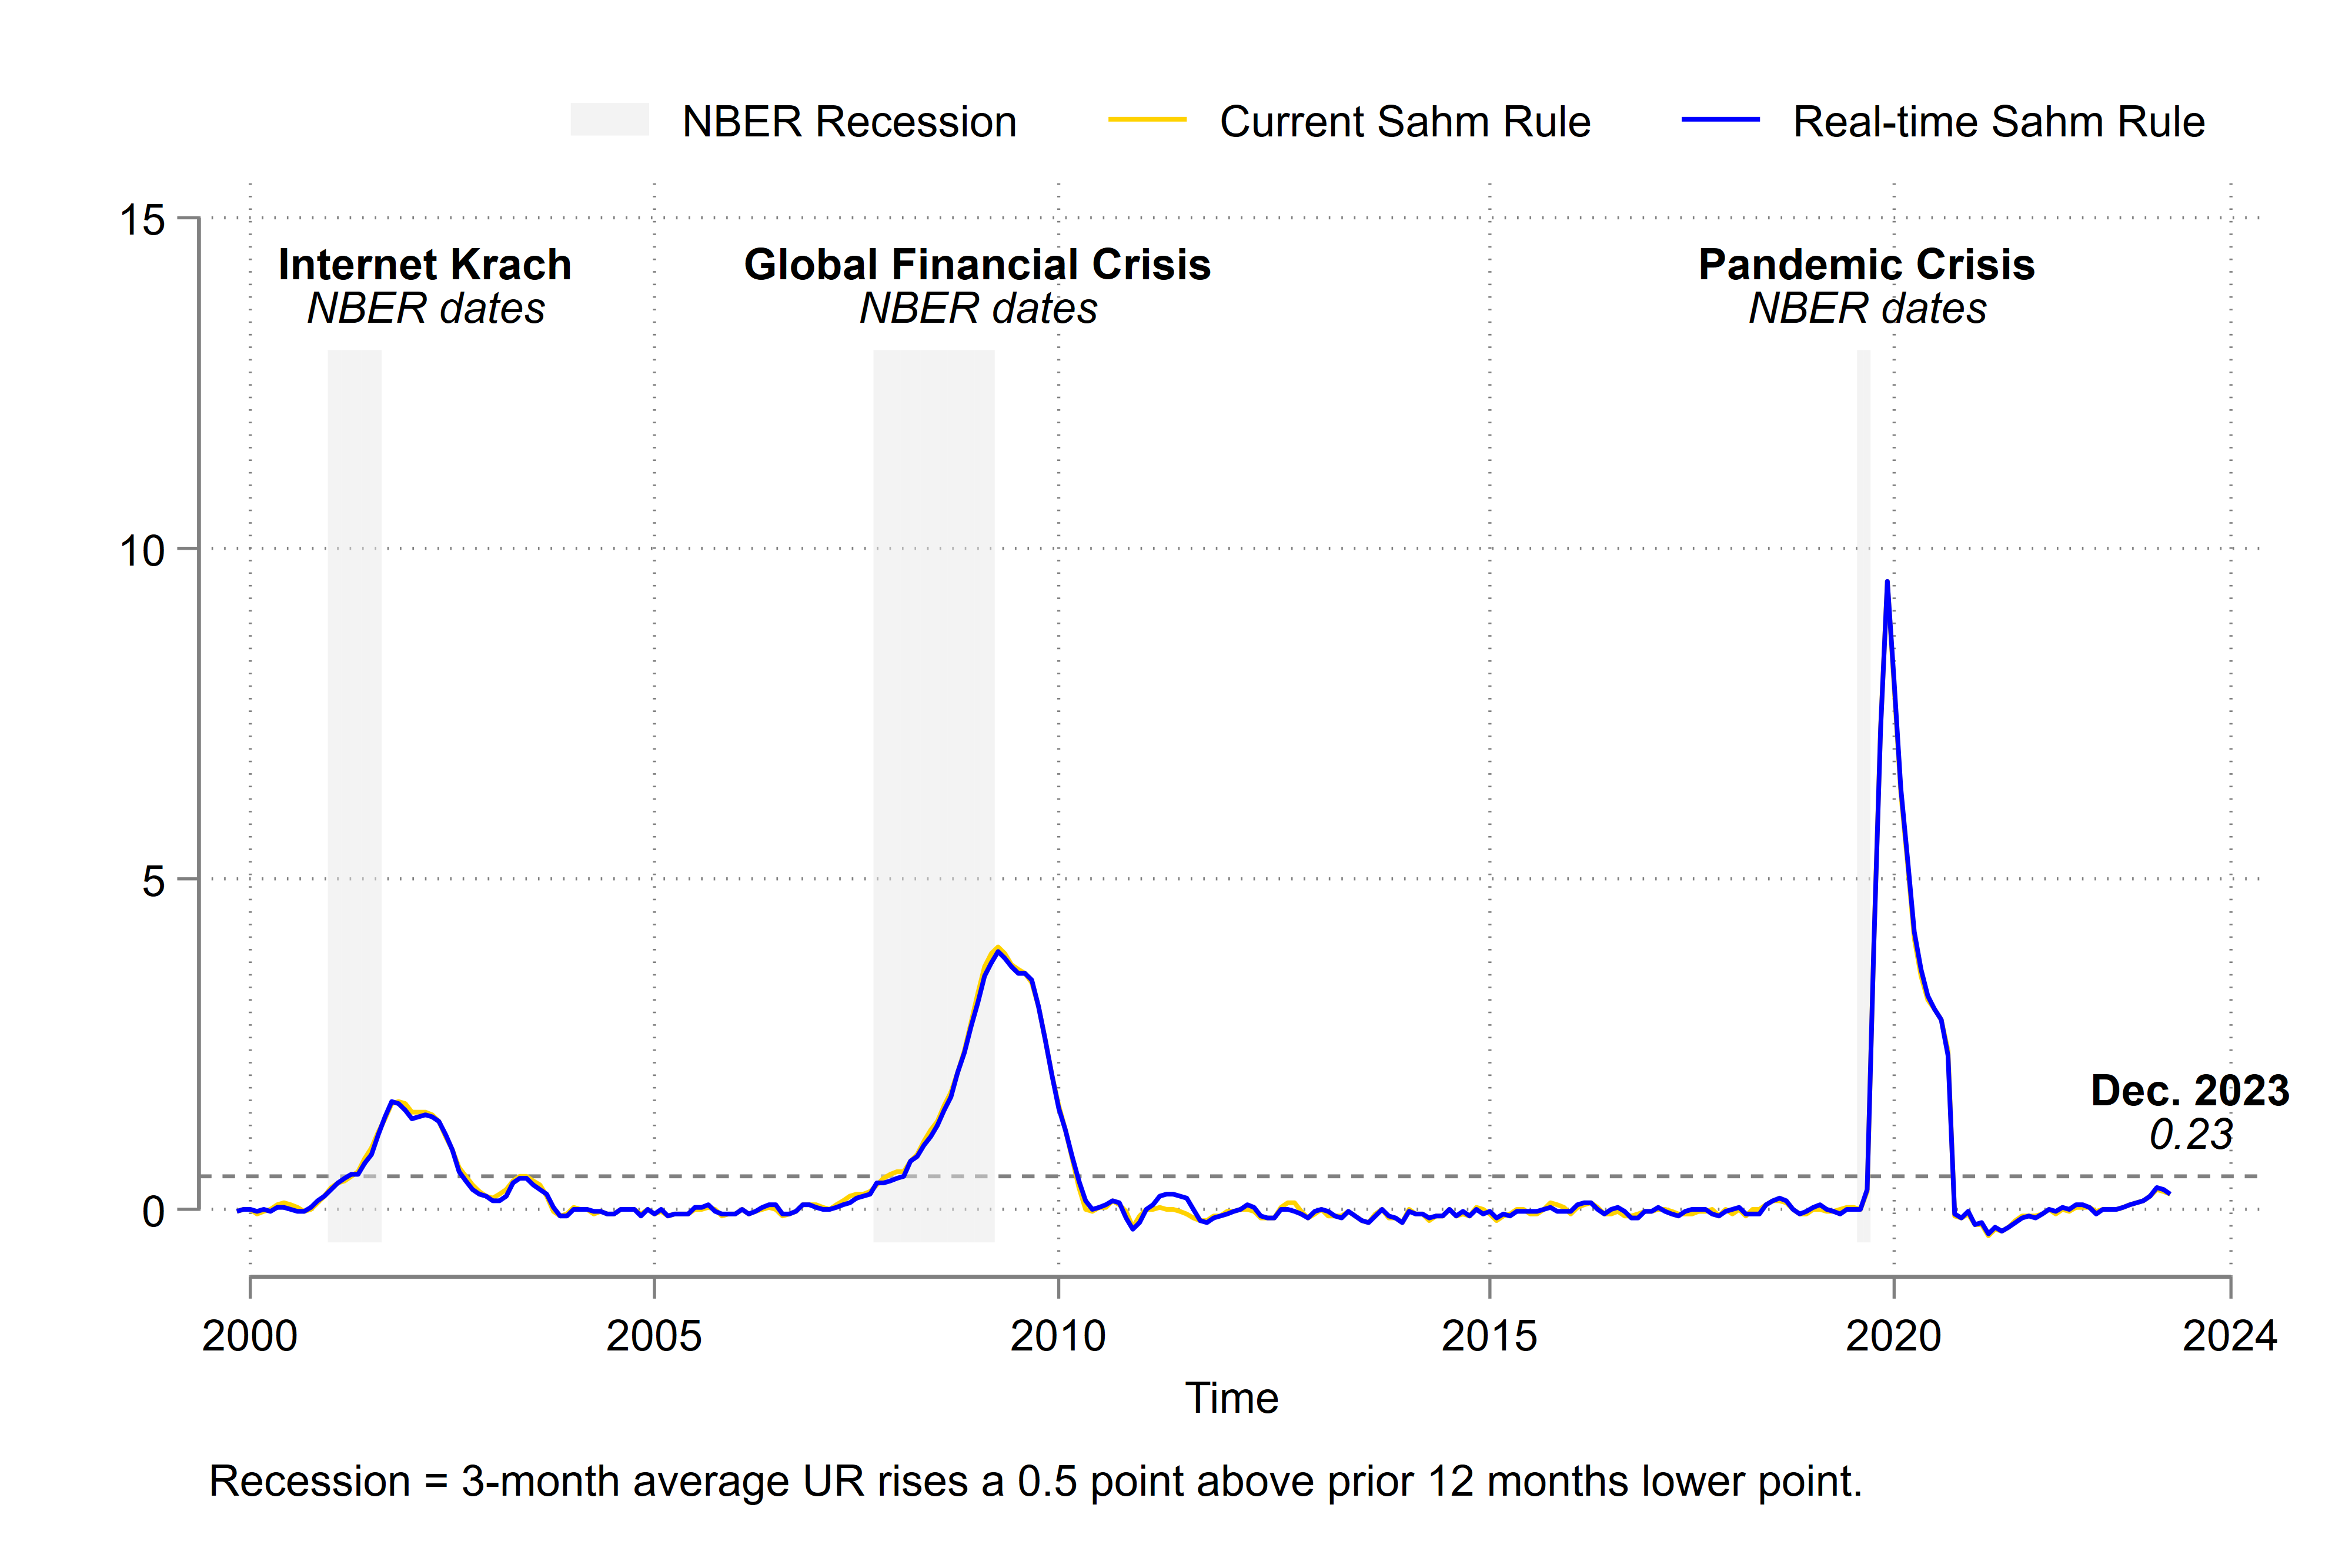 NBER Recession Current Sahm Rule Real-time Sahm Rule
15
Internet Krach Global Financial Crisis Pandemic Crisis
NBER dates NBER dates NBER dates
10
5
Dec. 2023
0.23
0
2000 2005 2010 2015 2020 2024
Time
Recession = 3-month average UR rises a 0.5 point above prior 12 months lower point.